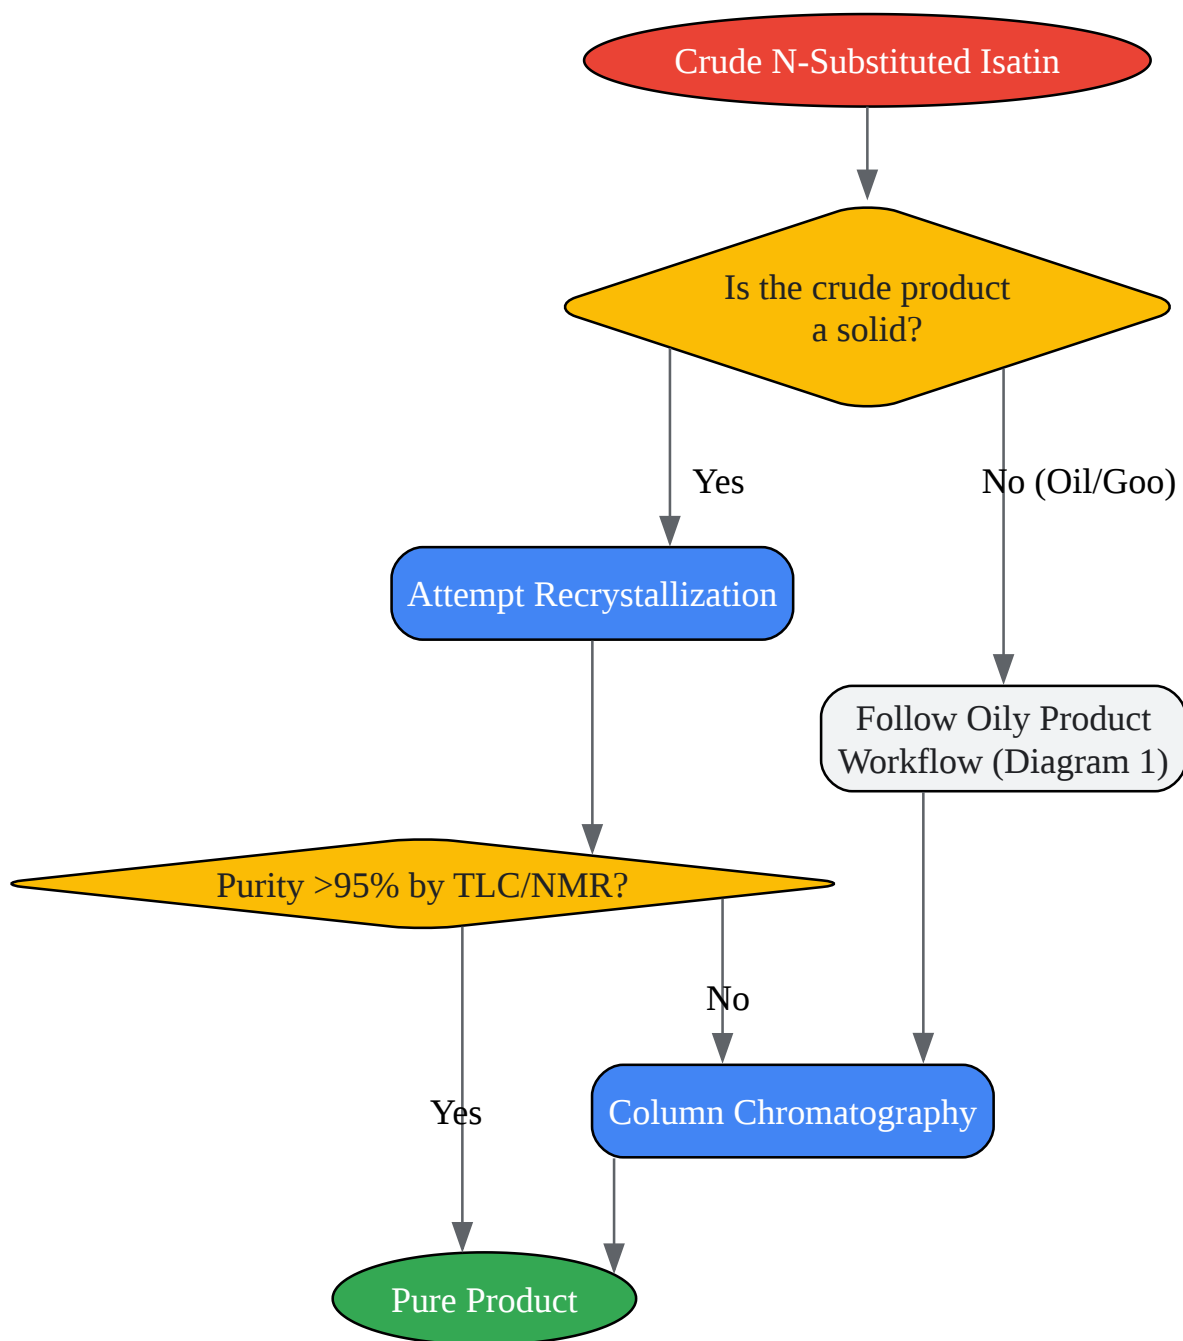 Crude N-Substituted Isatin
Is the crude product
a solid?
Yes
No (Oil/Goo)
Attempt Recrystallization
Follow Oily Product
Workflow (Diagram 1)
Purity >95% by TLC/NMR?
No
Yes
Column Chromatography
Pure Product